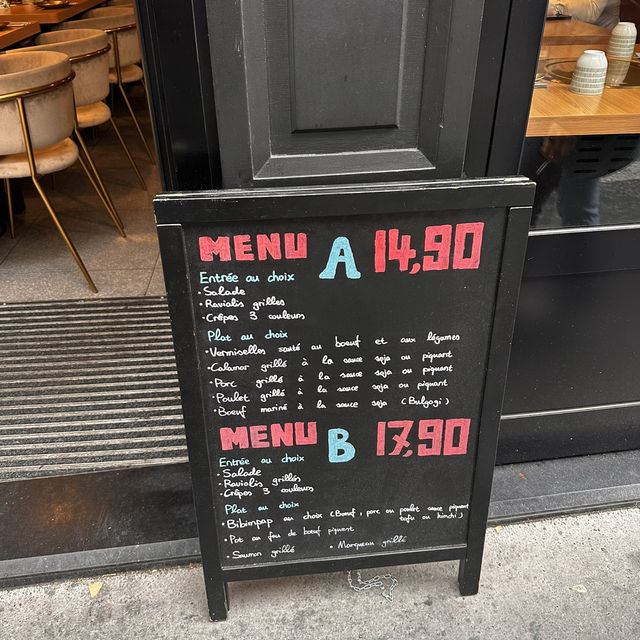 MENU A 14,90
Entrée au choix
• Salade
• Raviolis grillés
• Crêpes 3 couleurs
Plat au choix
• Vermiselles sauté au boeuf et aux légumes
• Calamar grillé à la sauce soja ou piquant
• Porc grillé à la sauce soja ou piquant
• Poulet grillé à la sauce soja ou piquant
• Boeuf mariné à la sauce soja (Bulgogi)
MENU B 17,90
Entrée au choix
• Salade
• Raviolis grillés
• Crêpes 3 couleurs
Plat au choix
• Bibimpap au choix (Boeuf, porc ou poulet sauce piquant
tofu ou kimchi)
• Pot au feu de boeuf piquant
• Saumon grillé • Maquereau grillé